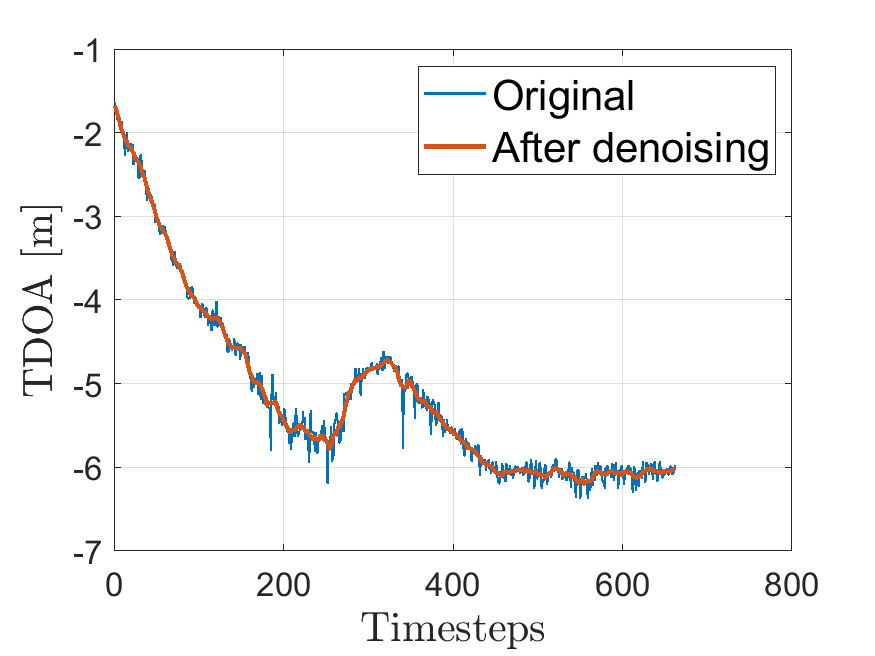 -1
-2
-3
-4
-5
-6
-7
TDOA [m]
Original
After denoising
0 200 400 600 800
Timesteps